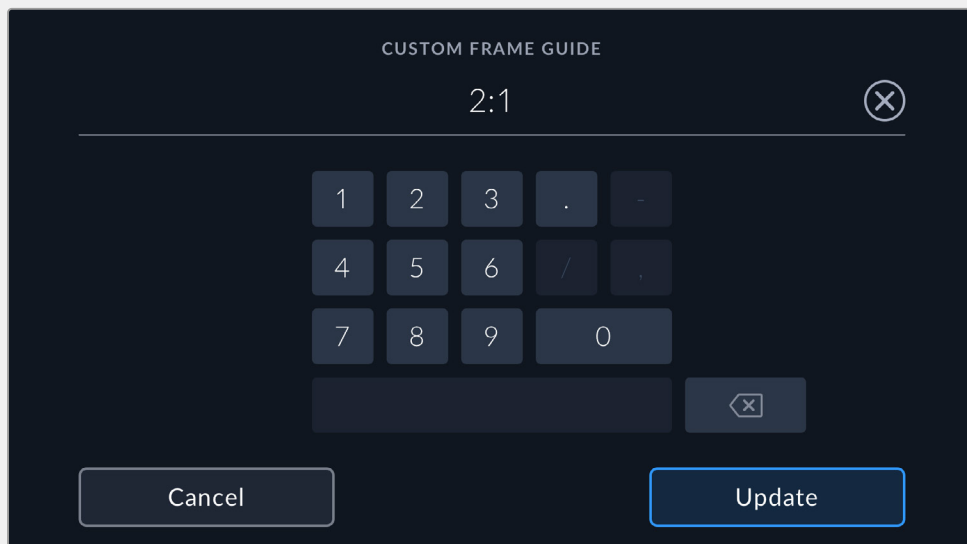 CUSTOM FRAME GUIDE
2:1
1 2 3 . -
4 5 6 / ,
7 8 9 0
Cancel Update